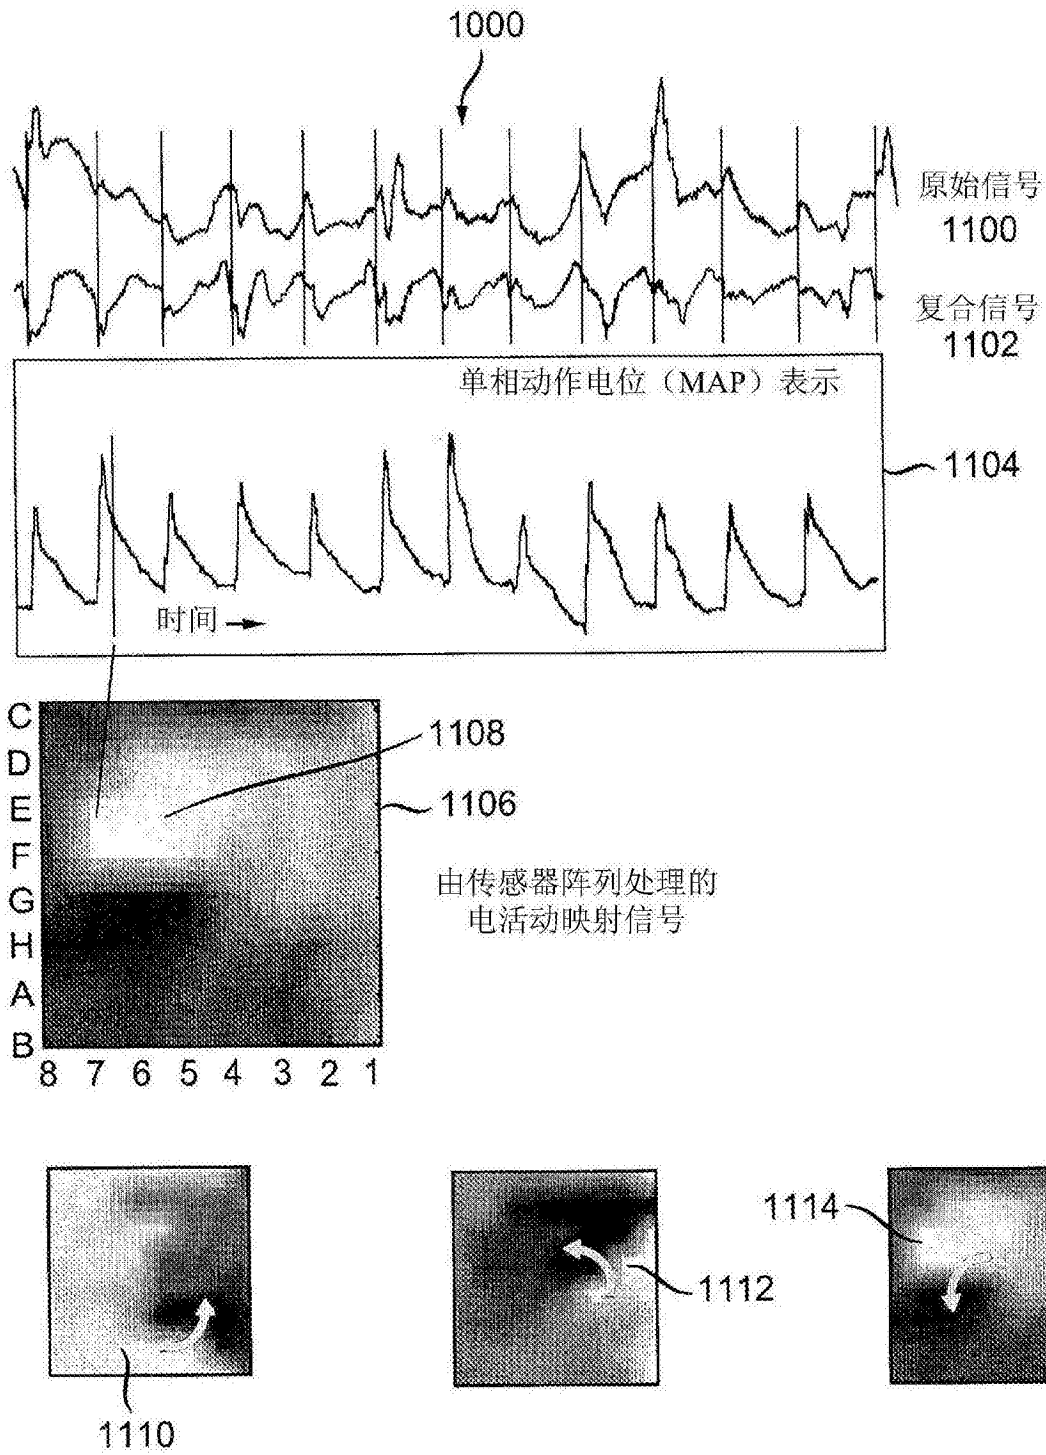 1000
原始信号
1100
复合信号
1102
单相动作电位（MAP）表示
1104
时间
C
D
E
F
G
H
A
B
8 7 6 5 4 3 2 1
1108
1106
由传感器阵列处理的
电活动映射信号
1110
1112
1114